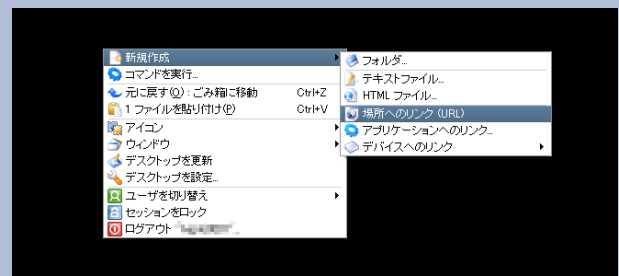 新規作成
コマンドを実行...
元に戻す(O): ごみ箱に移動 Ctrl+Z
1 ファイルを貼り付け(P) Ctrl+V
アイコン
ウィンドウ
デスクトップを更新
デスクトップを設定...
ユーザを切り替え
セッションをロック
ログアウト
フォルダ...
テキストファイル...
HTML ファイル...
場所へのリンク (URL)
アプリケーションへのリンク...
デバイスへのリンク